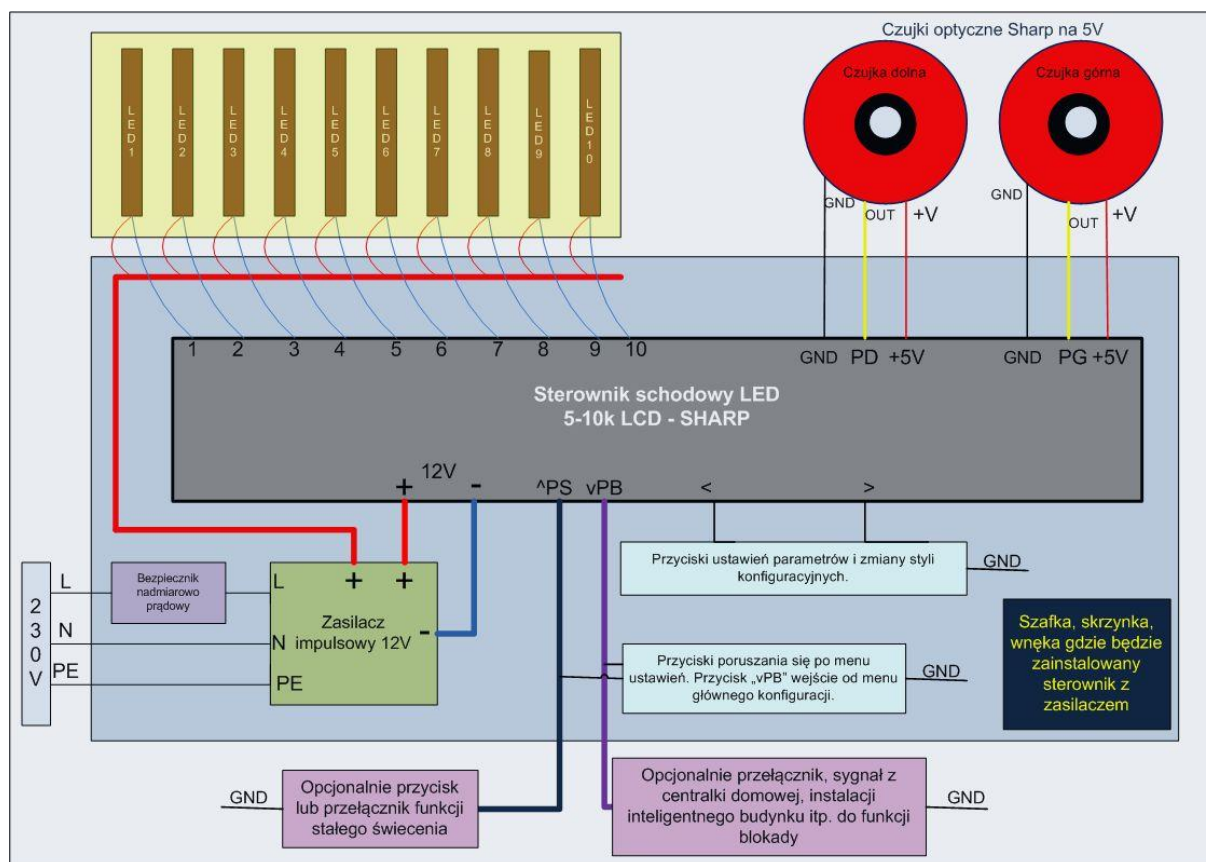 Czujki optyczne Sharp na 5V
LED1
LED2
LED3
LED4
LED5
LED6
LED7
LED8
LED9
LED10
Czujka dolna
Czujka górna
GND
OUT
+V
GND
OUT
+V
1
2
3
4
5
6
7
8
9
10
GND
PD
+5V
GND
PG
+5V
Sterownik schodowy LED
5-10k LCD - SHARP
12V
+
-
^PS
vPB
<
>
Przyciski ustawień parametrów i zmiany styli
konfiguracyjnych.
GND
230V
L
N
PE
Bezpiecznik
nadmiarowo
prądowy
L
N
PE
+
+
-
Zasilacz
impulsowy 12V
Przyciski poruszania się po menu
ustawień. Przycisk „vPB” wejście od menu
głównego konfiguracji.
GND
Szafka, skrzynka,
wnęka gdzie będzie
zainstalowany
sterownik z
zasilaczem
GND
Opcjonalnie przycisk
lub przełącznik funkcji
stałego świecenia
Opcjonalnie przełącznik, sygnał z
centralki domowej, instalacji
inteligentnego budynku itp. do funkcji
blokady
GND